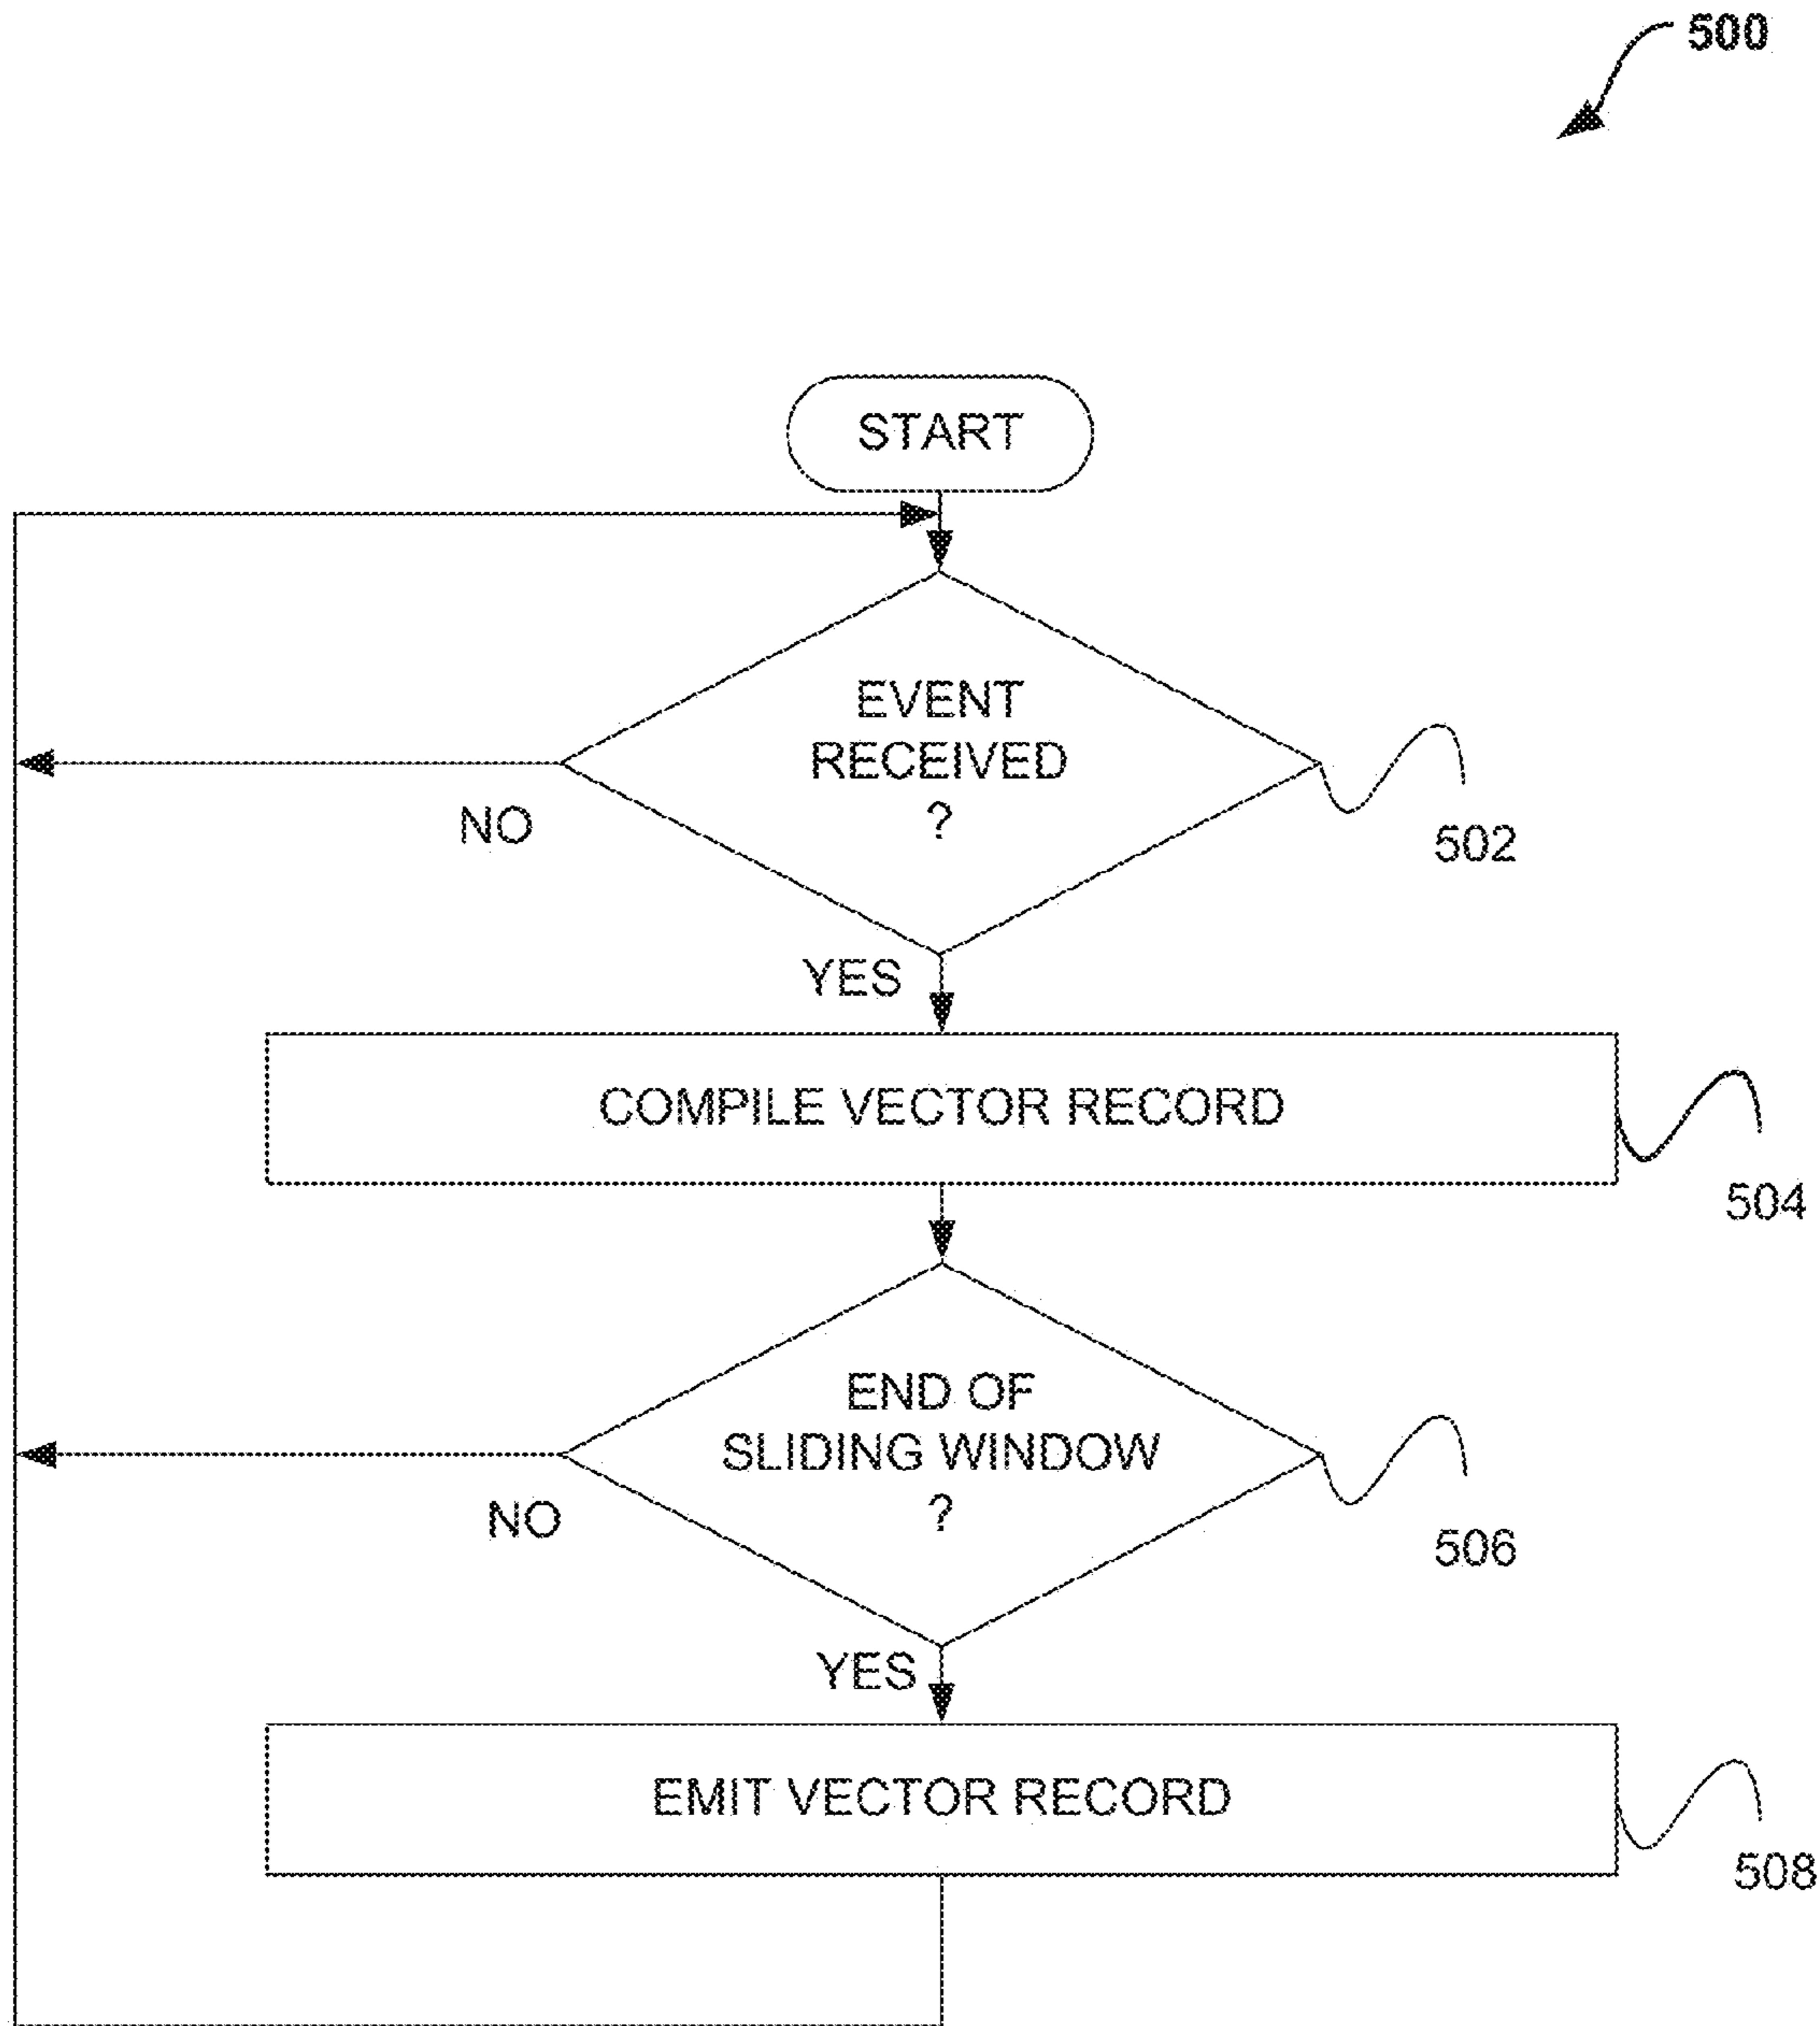 500
START
EVENT
RECEIVED
?
NO
502
YES
COMPILE VECTOR RECORD
504
END OF
SLIDING WINDOW
?
NO
506
YES
EMIT VECTOR RECORD
508